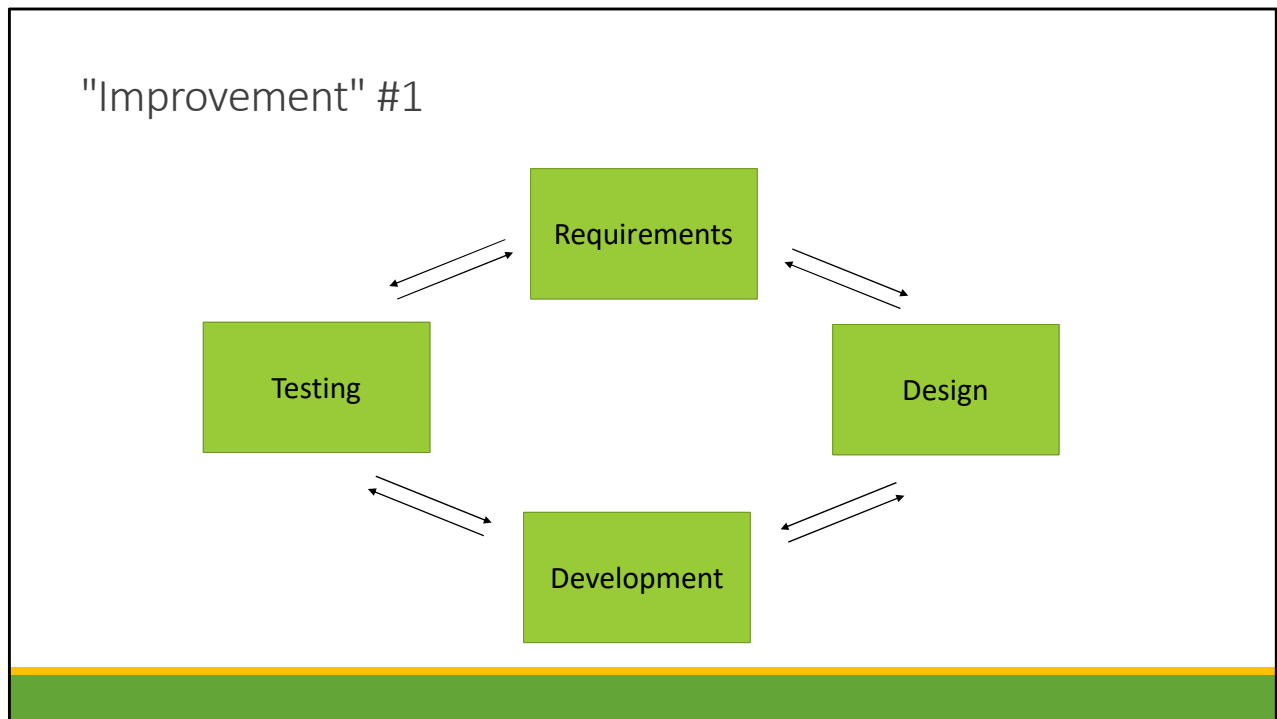 "Improvement" #1
Requirements
Testing
Design
Development